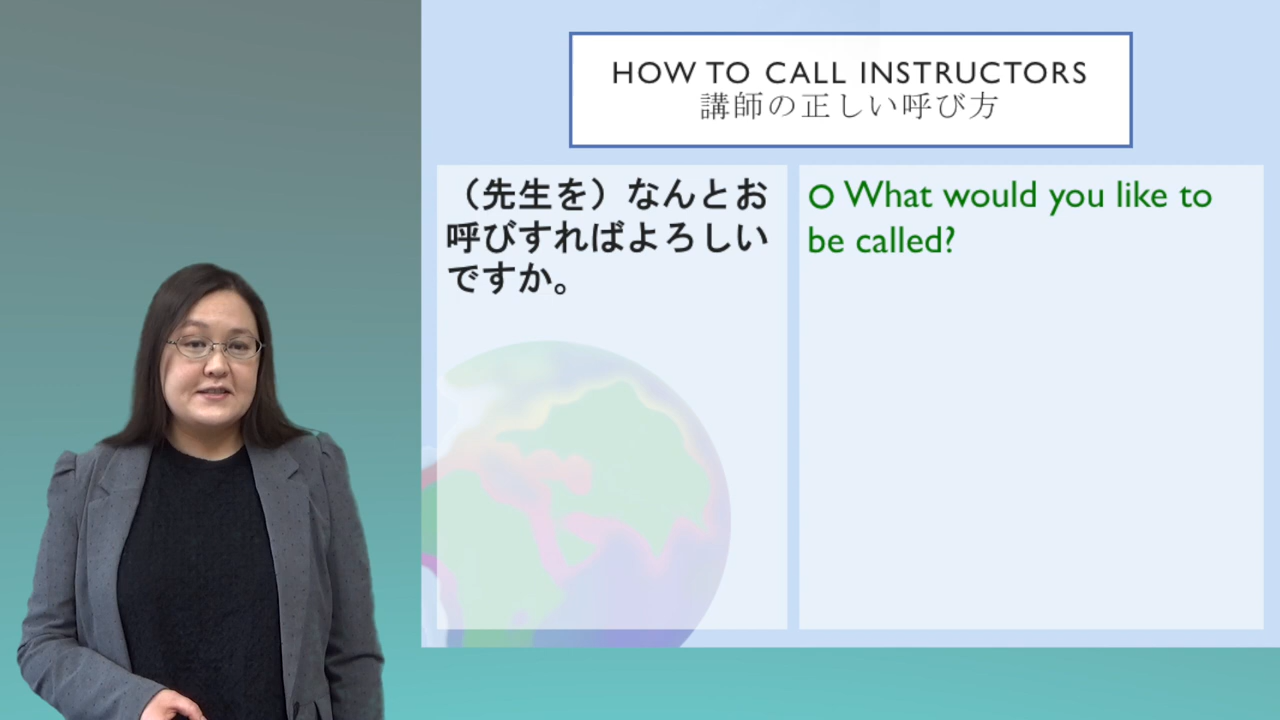 HOW TO CALL INSTRUCTORS
講師の正しい呼び方
（先生を）なんとお
呼びすればよろしい
ですか。
O What would you like to
be called?